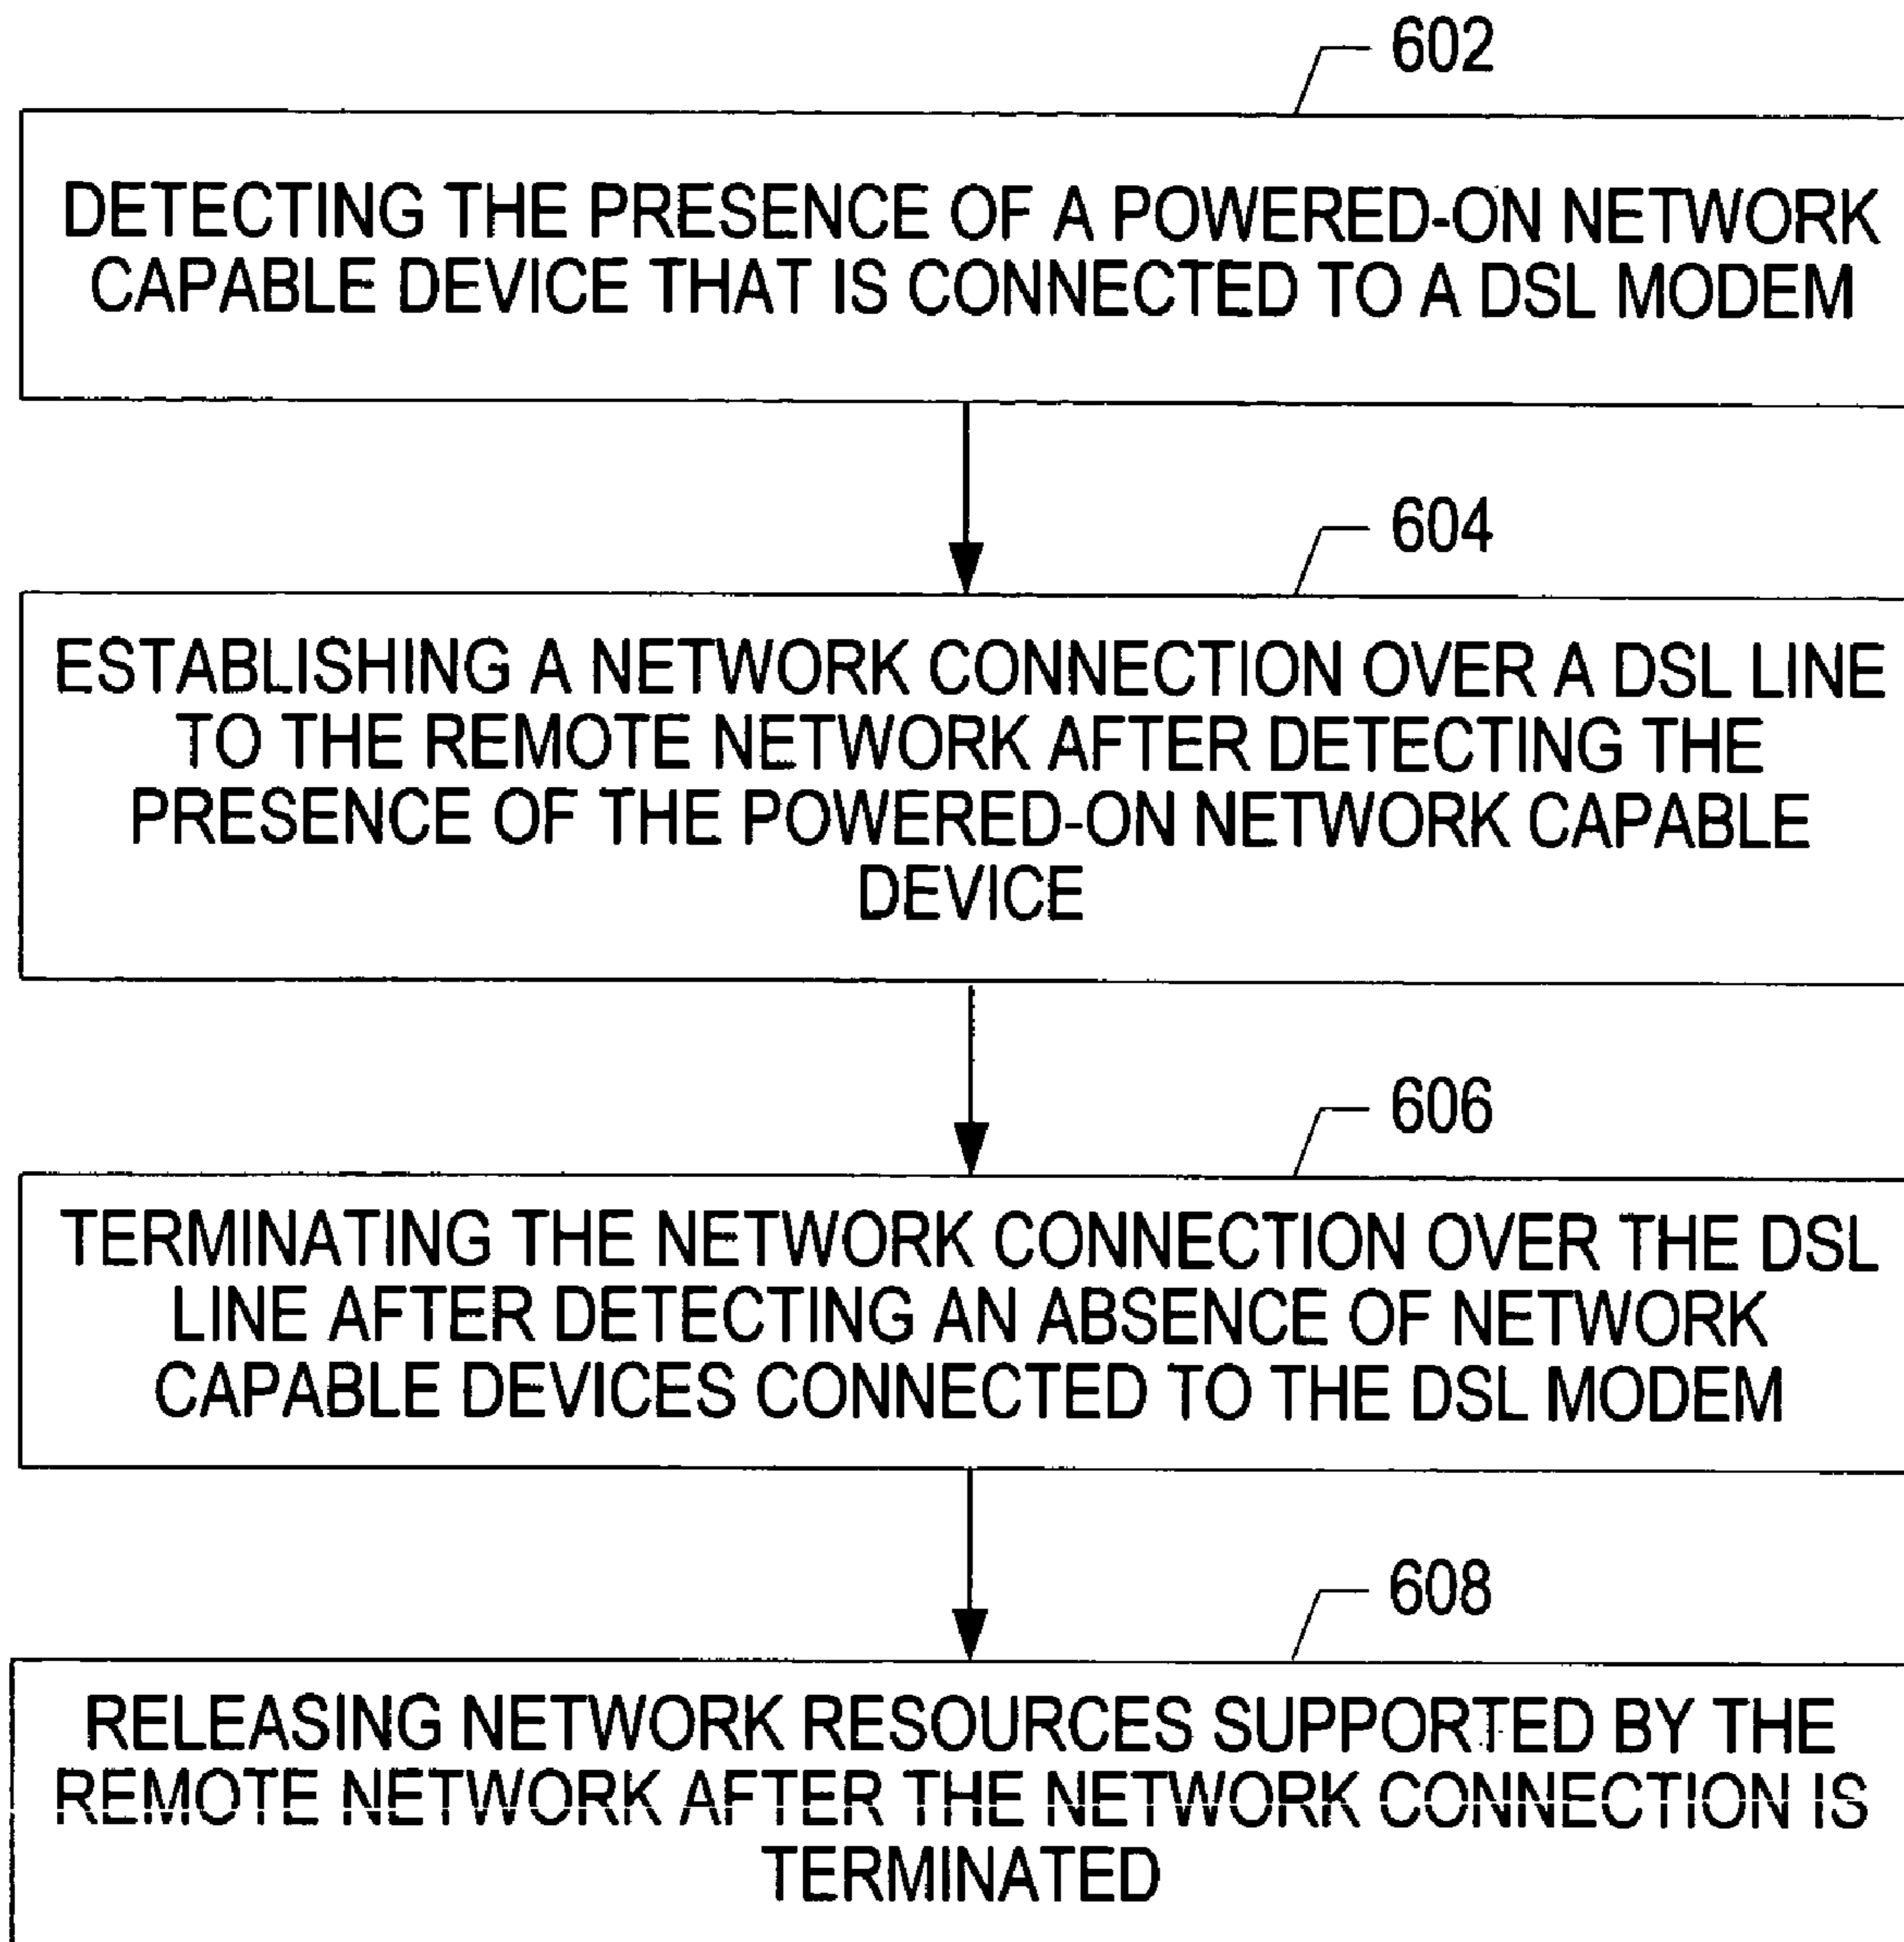 602
DETECTING THE PRESENCE OF A POWERED-ON NETWORK
CAPABLE DEVICE THAT IS CONNECTED TO A DSL MODEM
604
ESTABLISHING A NETWORK CONNECTION OVER A DSL LINE
TO THE REMOTE NETWORK AFTER DETECTING THE
PRESENCE OF THE POWERED-ON NETWORK CAPABLE
DEVICE
606
TERMINATING THE NETWORK CONNECTION OVER THE DSL
LINE AFTER DETECTING AN ABSENCE OF NETWORK
CAPABLE DEVICES CONNECTED TO THE DSL MODEM
608
RELEASING NETWORK RESOURCES SUPPORTED BY THE
REMOTE NETWORK AFTER THE NETWORK CONNECTION IS
TERMINATED